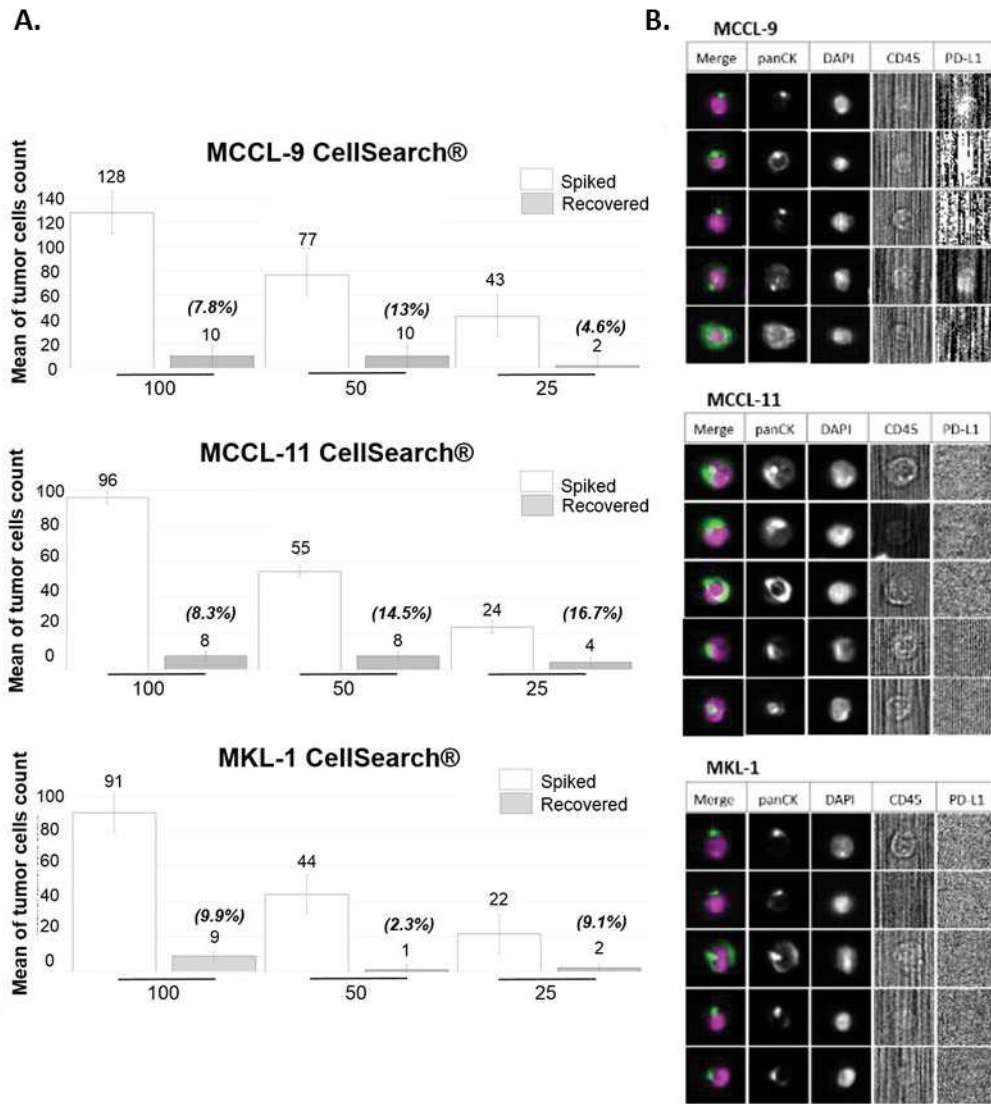 A.
MCCL-9 CellSearch®
Spiked
Recovered
Mean of tumor cells count
140
120
100
80
60
40
20
0
128
(7.8%)
10
77
(13%)
10
43
(4.6%)
2
100 50 25
MCCL-11 CellSearch®
Spiked
Recovered
Mean of tumor cells count
100
80
60
40
20
0
96
(8.3%)
8
55
(14.5%)
8
24
(16.7%)
4
100 50 25
MKL-1 CellSearch®
Spiked
Recovered
Mean of tumor cells count
100
80
60
40
20
0
91
(9.9%)
9
44
(2.3%)
1
22
(9.1%)
2
100 50 25
B.
MCCL-9
Merge panCK DAPI CD45 PD-L1
MCCL-11
Merge panCK DAPI CD45 PD-L1
MKL-1
Merge panCK DAPI CD45 PD-L1